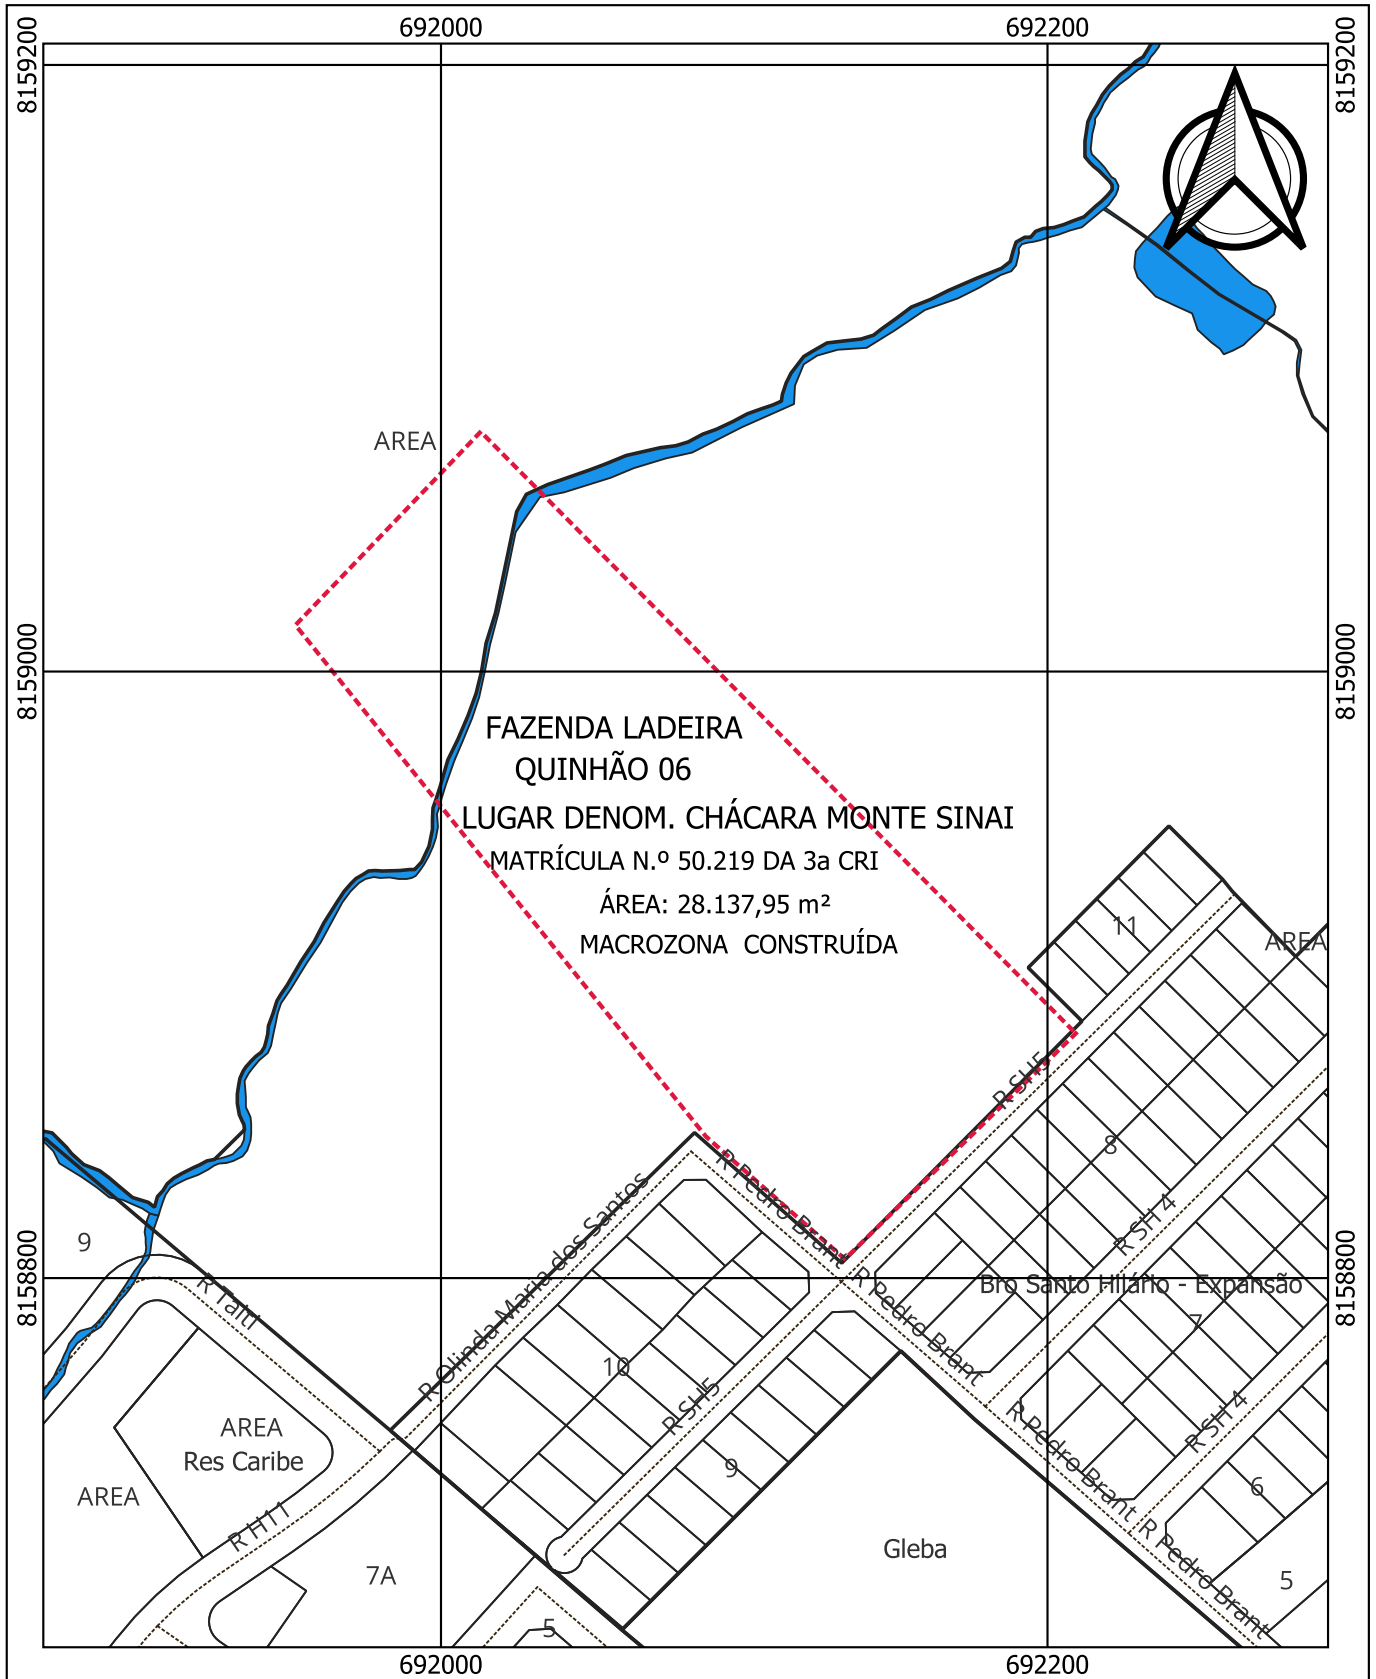 692000
692200
8159200
8159200
AREA
8159000
8159000
FAZENDA LADEIRA
QUINHÃO 06
LUGAR DENOM. CHÁCARA MONTE SINAI
MATRÍCULA N.º 50.219 DA 3a CRI
ÁREA: 28.137,95 m²
MACROZONA  CONSTRUÍDA
11
AREA
R SH5
8
R Pedro Brant
R Olinda Maria dos Santos
R SH 4
9
R Taiti
8158800
8158800
R Pedro Brant
Bro Santo Hilário - Expansão
7
10
R SH5
R Pedro Brant
R SH 4
AREA
Res Caribe
9
6
AREA
R H11
R Pedro Brant
Gleba
7A
5
5
692000
692200